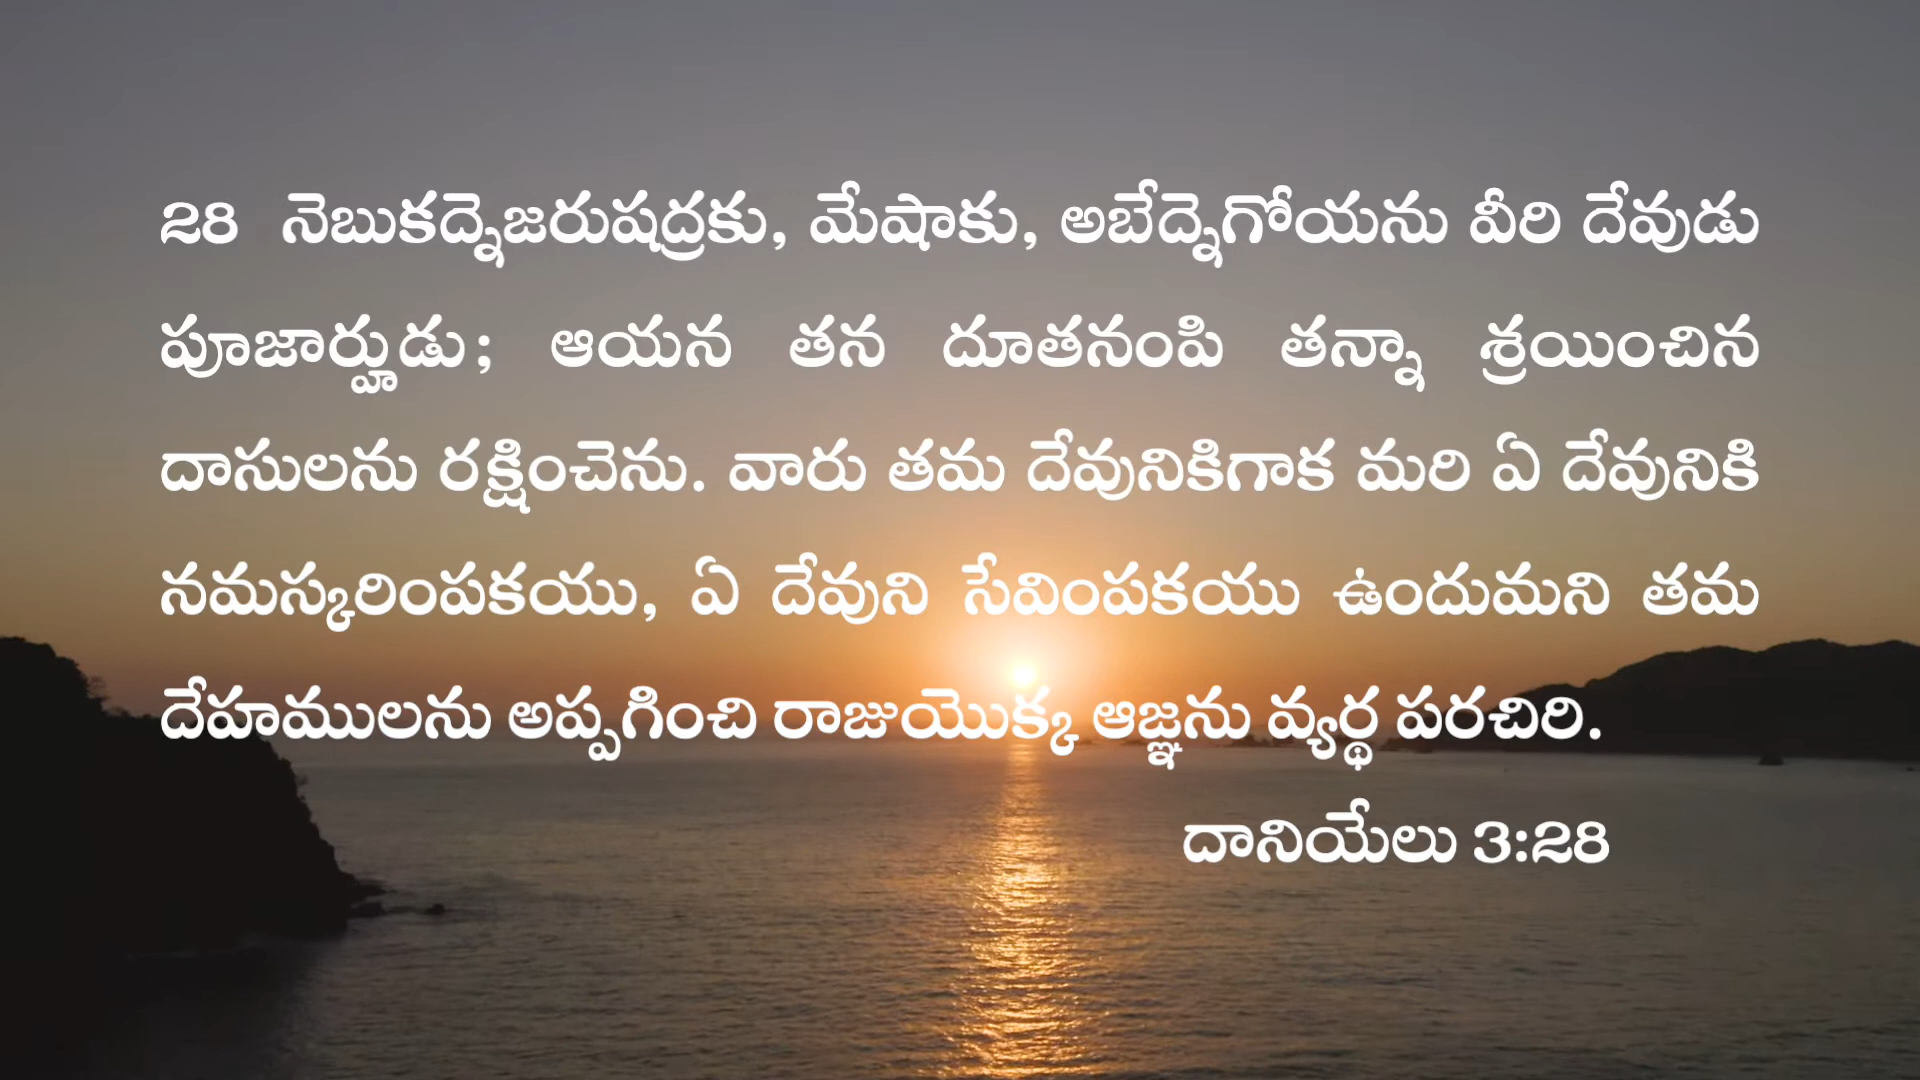 28 నెబుకద్నెజరుషద్రకు, మేషాకు, అబేద్నెగోయను వీరి దేవుడు
పూజార్హుడు; ఆయన తన దూతనంపి తన్నా శ్రయించిన
దాసులను రక్షించెను. వారు తమ దేవునికిగాక మరి ఏ దేవునికి
నమస్కరింపకయు, ఏ దేవుని సేవింపకయు ఉందుమని తమ
దేహములను అప్పగించి రాజుయొక్క ఆజ్ఞను వ్యర్థ పరచిరి.
దానియేలు 3:28